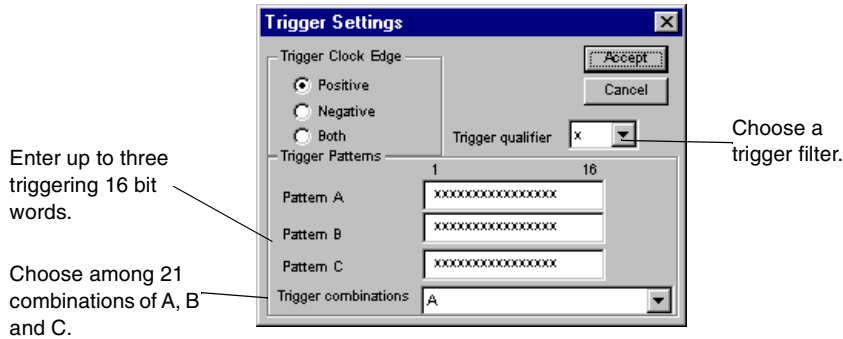 Trigger Settings
Trigger Clock Edge
Accept
Positive
Cancel
Negative
Both
Trigger qualifier
x
Choose a
trigger filter.
Enter up to three
triggering 16 bit
words.
Trigger Patterns
1 16
Pattern A
xxxxxxxxxxxxxxxx
Pattern B
xxxxxxxxxxxxxxxx
Pattern C
xxxxxxxxxxxxxxxx
Choose among 21
combinations of A, B
and C.
Trigger combinations
A